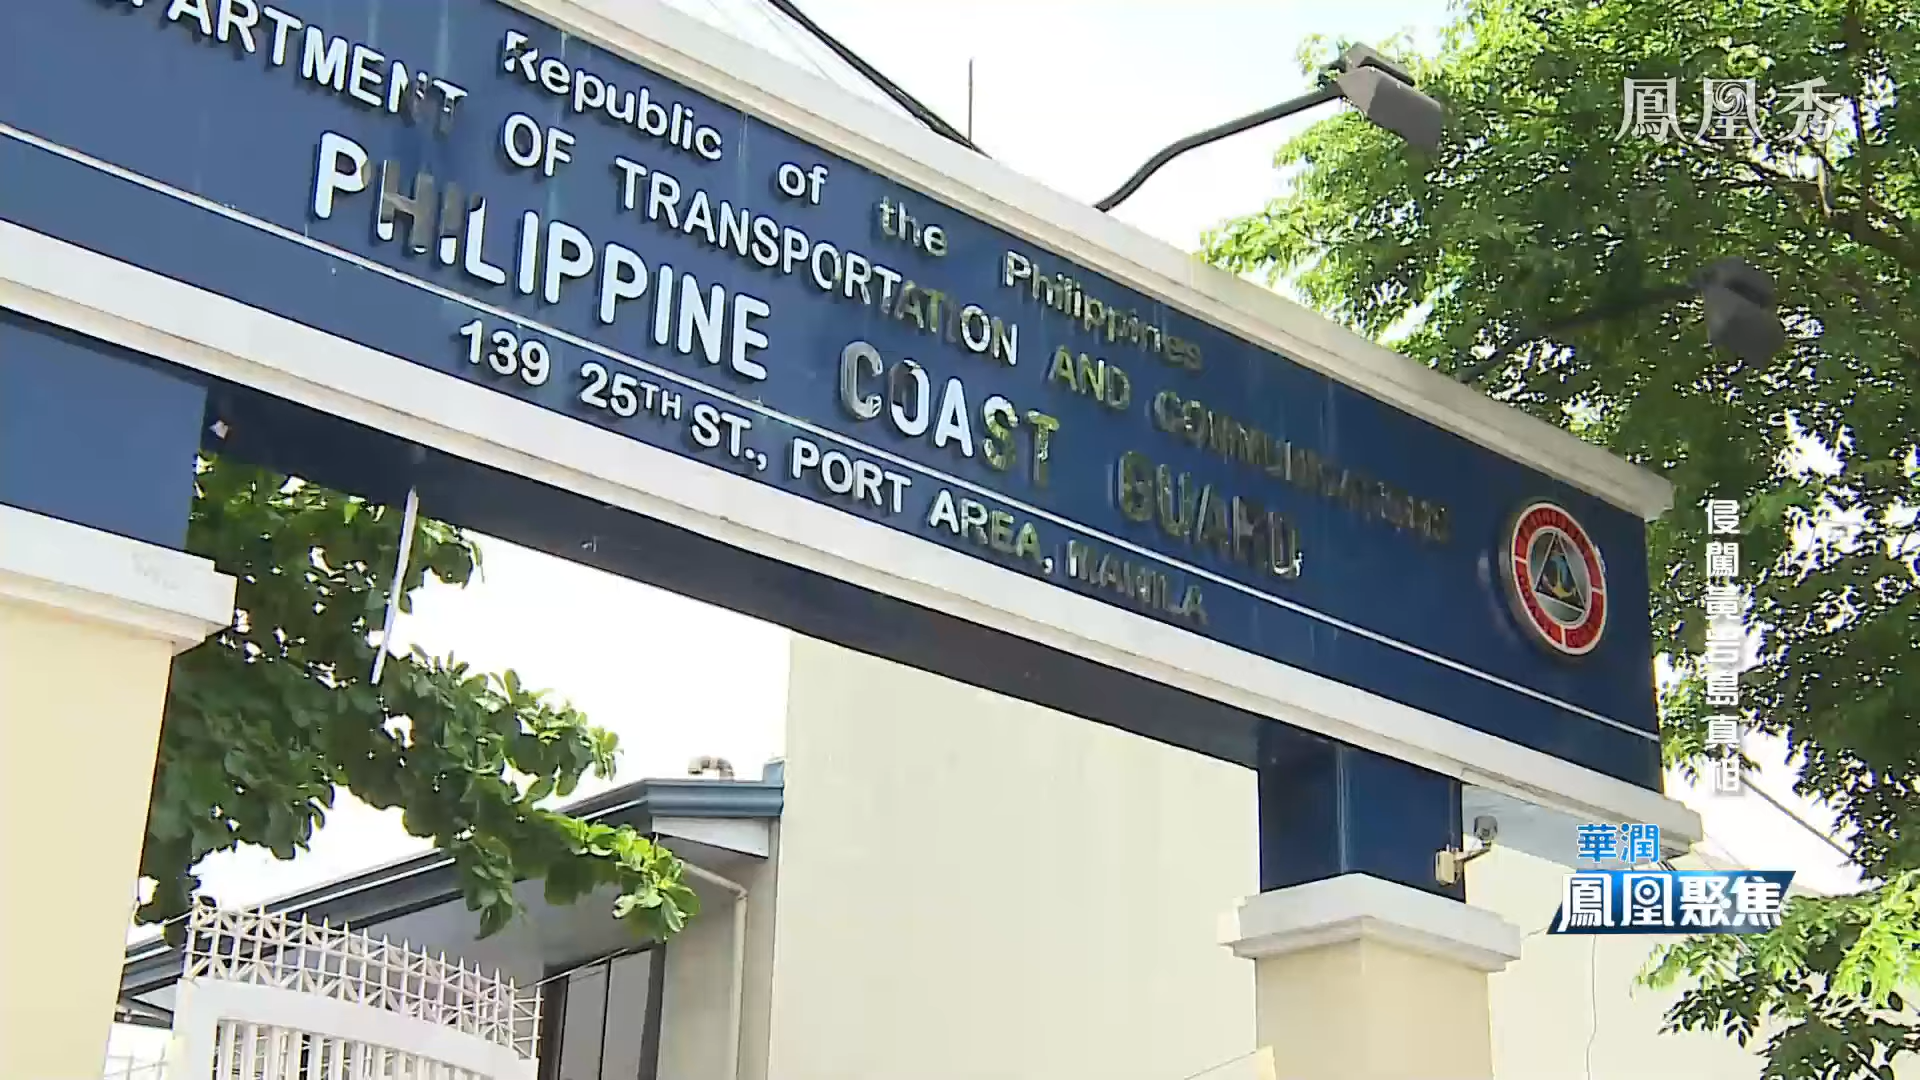 Republic of the Philippines
PARTMENT OF TRANSPORTATION AND COMMUNICATIONS
PHILIPPINE COAST GUARD
139 25TH ST., PORT AREA, MANILA
鳳凰秀
侵闖黃岩島真相
華潤
鳳凰聚焦